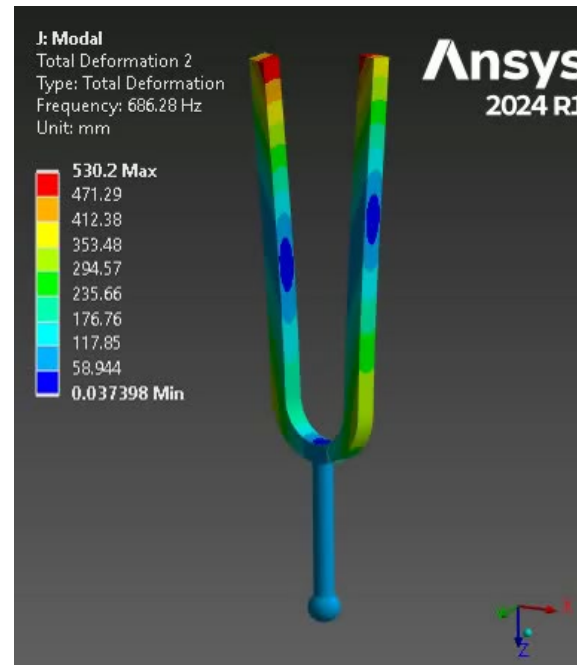 J: Modal
Total Deformation 2
Type: Total Deformation
Frequency: 686.28 Hz
Unit: mm
530.2 Max
471.29
412.38
353.48
294.57
235.66
176.76
117.85
58.944
0.037398 Min
Ansys
2024 R1
X
Z